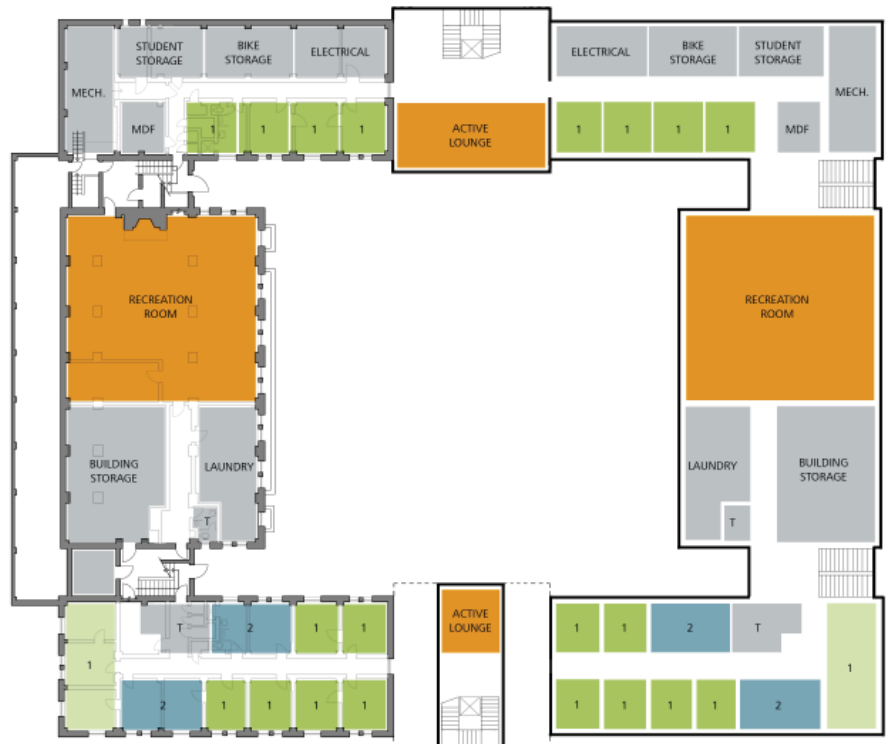 STUDENT
STORAGE
BIKE
STORAGE
ELECTRICAL
ELECTRICAL
BIKE
STORAGE
STUDENT
STORAGE
MECH.
MECH.
MDF
1
1
1
1
ACTIVE
LOUNGE
1
1
1
1
MDF
RECREATION
ROOM
RECREATION
ROOM
BUILDING
STORAGE
LAUNDRY
T
LAUNDRY
T
BUILDING
STORAGE
T
2
1
1
ACTIVE
LOUNGE
1
1
2
T
1
1
2
1
1
1
1
1
1
1
1
2